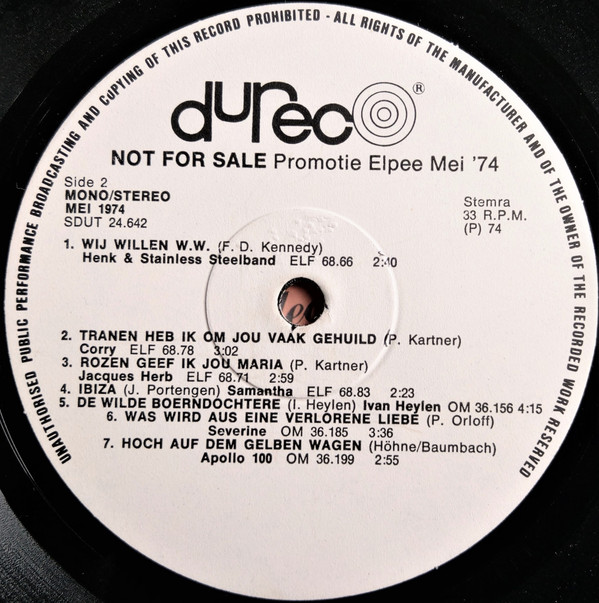 UNAUTHORISED PUBLIC PERFORMANCE BROADCASTING AND CUPYING OF THIS RECORD PROHIBITED - ALL RIGHTS OF THE MANUFACTURER AND OF THE OWNER OF THE RECORDED WORK RESERVED
dureco ®
NOT FOR SALE Promotie Elpee Mei '74
Side 2
MONO/STEREO
MEI 1974
SDUT 24.642
Stemra
33 R.P.M.
(P) 74
1. WIJ WILLEN W.W. (F. D. Kennedy)
Henk & Stainless Steelband ELF 68.66 2:40
2. TRANEN HEB IK OM JOU VAAK GEHUILD (P. Kartner)
Corry ELF 68.78 3:02
3. ROZEN GEEF IK JOU MARIA (P. Kartner)
Jacques Herb ELF 68.71 2:59
4. IBIZA (J. Portengen) Samantha ELF 68.83 2:23
5. DE WILDE BOERNDOCHTERE (I. Heylen) Ivan Heylen OM 36.156 4:15
6. WAS WIRD AUS EINE VERLORENE LIEBE (P. Orloff)
Severine OM 36.185 3:36
7. HOCH AUF DEM GELBEN WAGEN (Höhne/Baumbach)
Apollo 100 OM 36.199 2:55